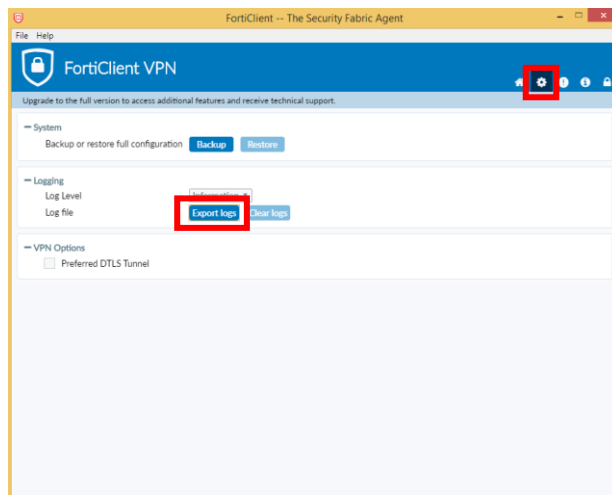 FortiClient -- The Security Fabric Agent
File Help
FortiClient VPN
Upgrade to the full version to access additional features and receive technical support.
System
Backup or restore full configuration Backup Restore
Logging
Log Level Information
Log file Export logs Clear logs
VPN Options
Preferred DTLS Tunnel